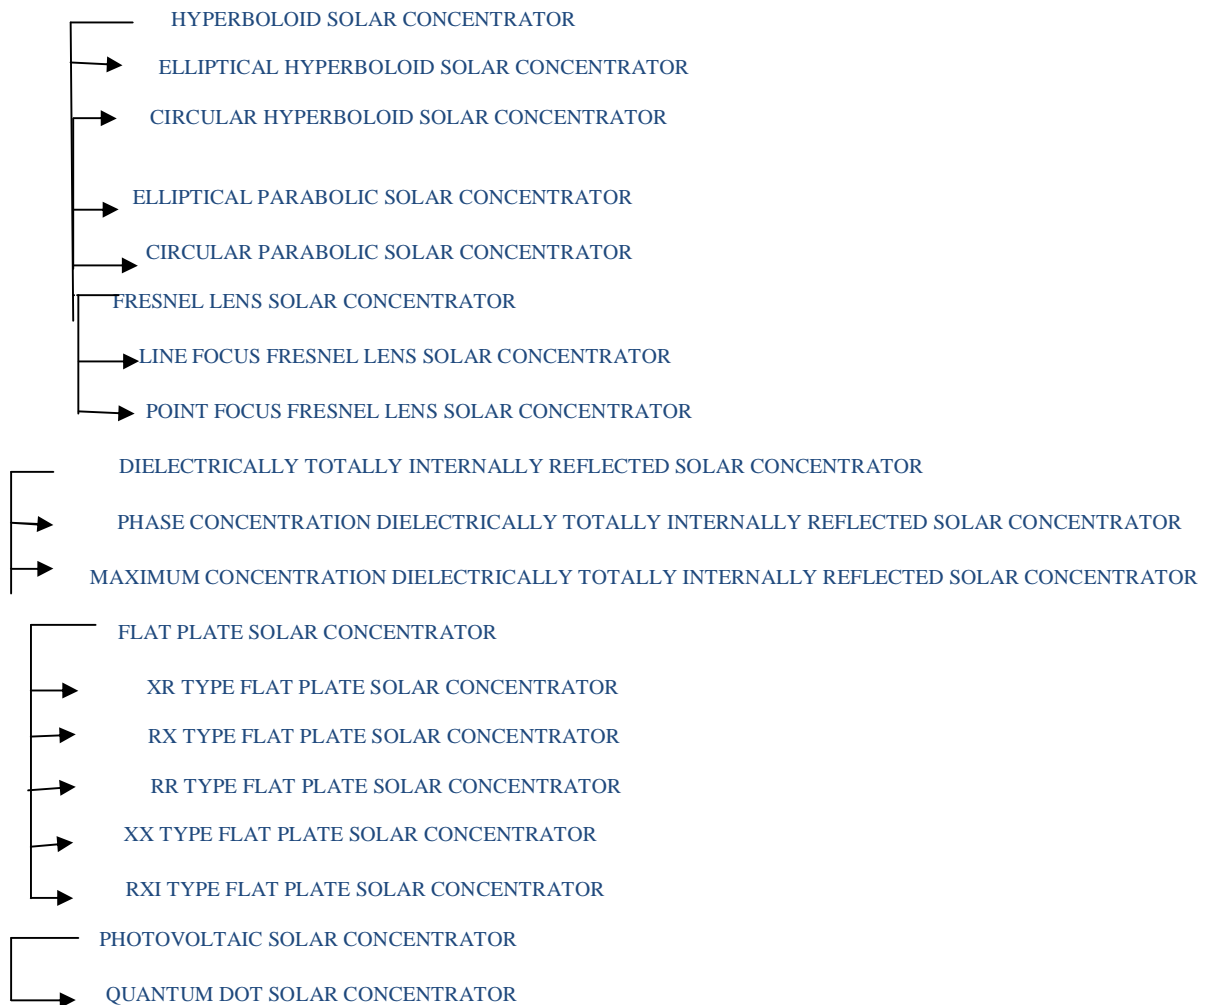 HYPERBOLOID SOLAR CONCENTRATOR
ELLIPTICAL HYPERBOLOID SOLAR CONCENTRATOR
CIRCULAR HYPERBOLOID SOLAR CONCENTRATOR
ELLIPTICAL PARABOLIC SOLAR CONCENTRATOR
CIRCULAR PARABOLIC SOLAR CONCENTRATOR
FRESNEL LENS SOLAR CONCENTRATOR
LINE FOCUS FRESNEL LENS SOLAR CONCENTRATOR
POINT FOCUS FRESNEL LENS SOLAR CONCENTRATOR
DIELECTRICALLY TOTALLY INTERNALLY REFLECTED SOLAR CONCENTRATOR
PHASE CONCENTRATION DIELECTRICALLY TOTALLY INTERNALLY REFLECTED SOLAR CONCENTRATOR
MAXIMUM CONCENTRATION DIELECTRICALLY TOTALLY INTERNALLY REFLECTED SOLAR CONCENTRATOR
FLAT PLATE SOLAR CONCENTRATOR
XR TYPE FLAT PLATE SOLAR CONCENTRATOR
RX TYPE FLAT PLATE SOLAR CONCENTRATOR
RR TYPE FLAT PLATE SOLAR CONCENTRATOR
XX TYPE FLAT PLATE SOLAR CONCENTRATOR
RXI TYPE FLAT PLATE SOLAR CONCENTRATOR
PHOTOVOLTAIC SOLAR CONCENTRATOR
QUANTUM DOT SOLAR CONCENTRATOR